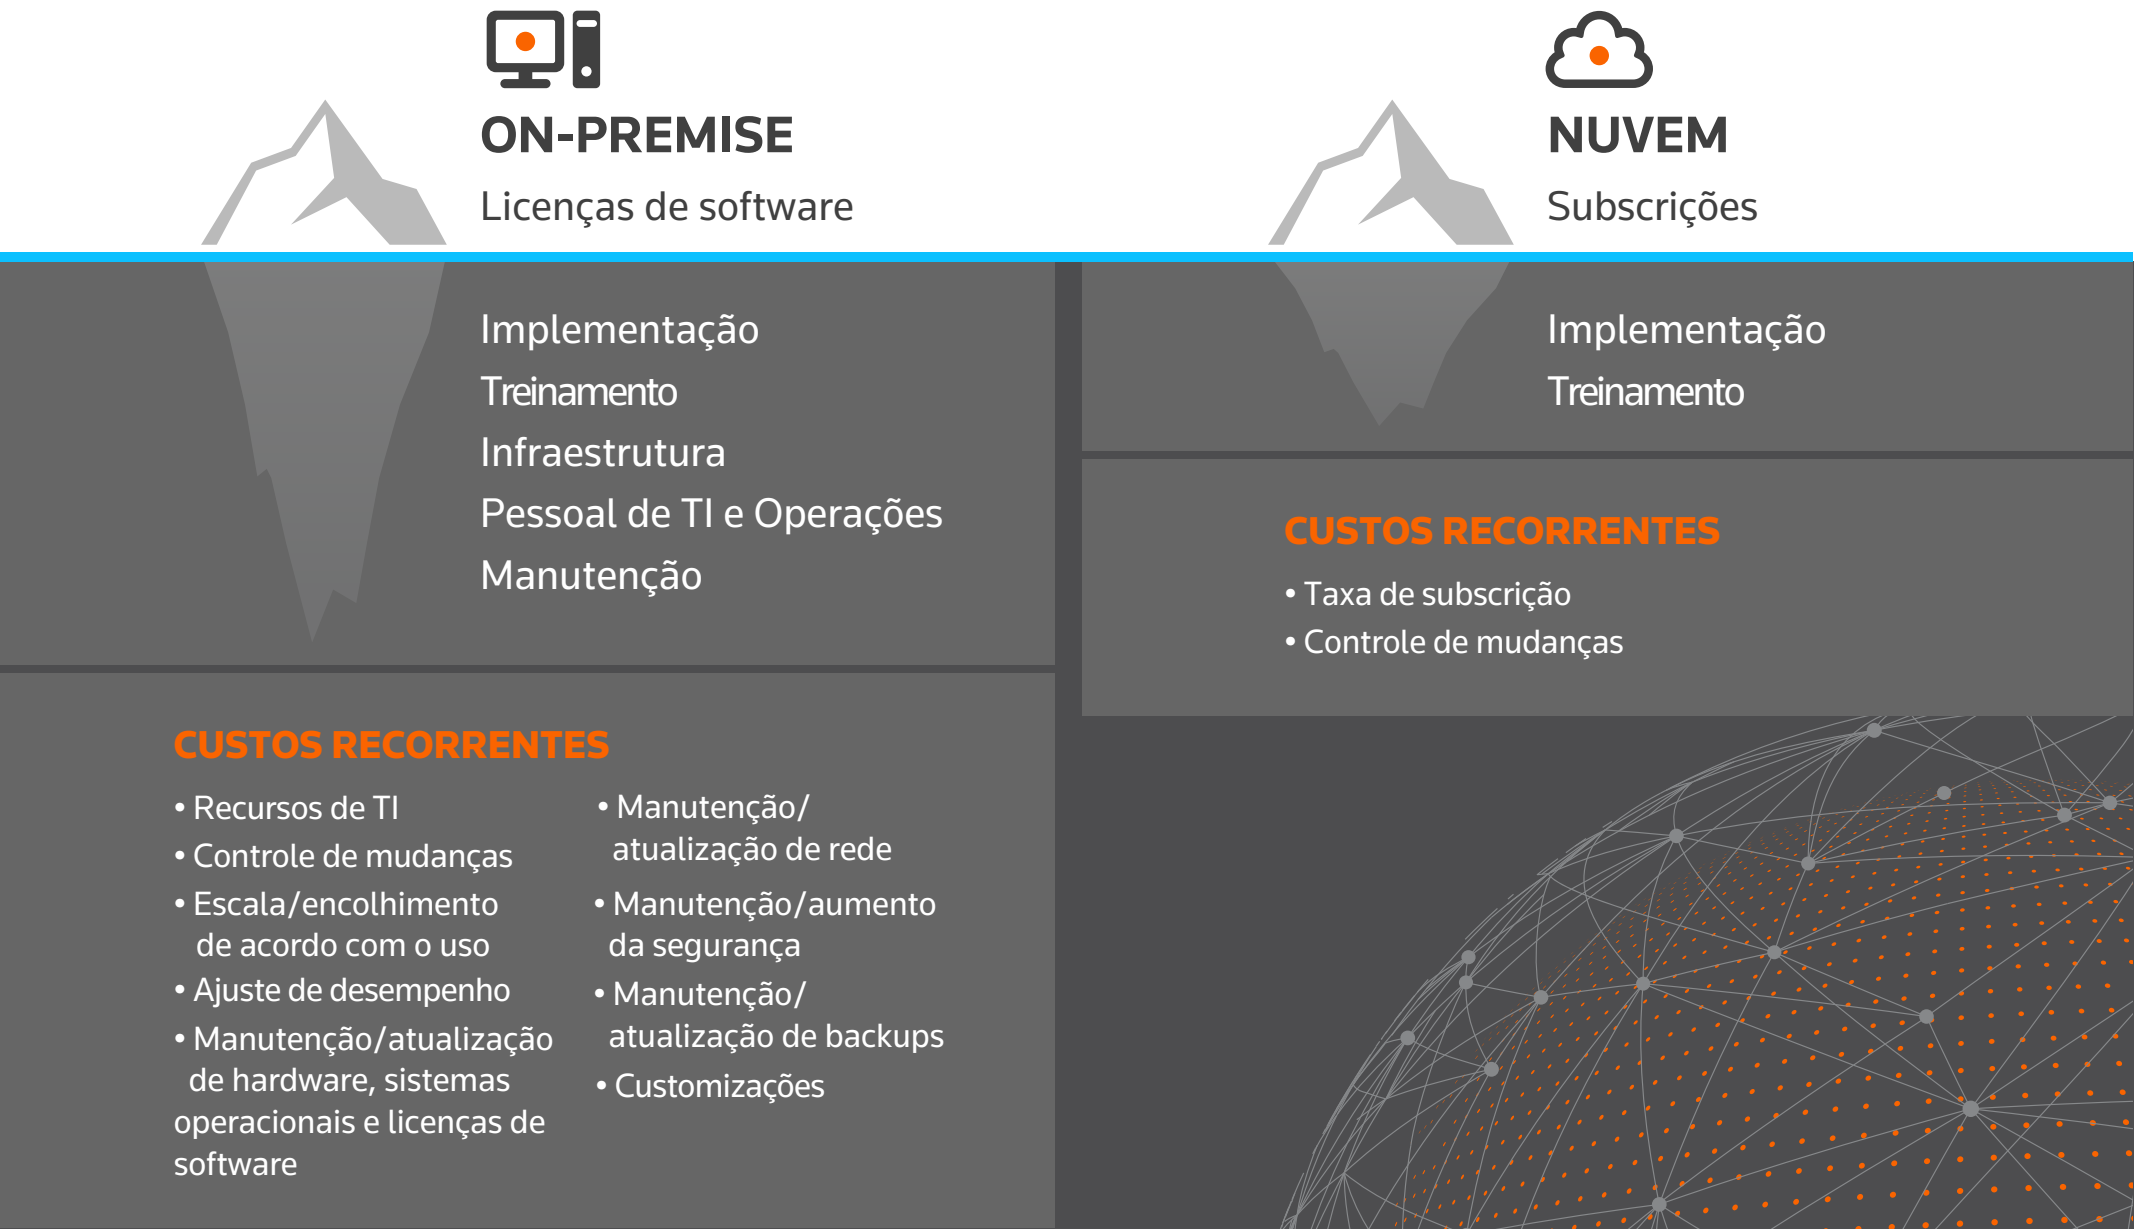 ON-PREMISE
Licenças de software
Implementação
Treinamento
Infraestrutura
Pessoal de TI e Operações
Manutenção
CUSTOS RECORRENTES
• Recursos de TI
• Controle de mudanças
• Escala/encolhimento
de acordo com o uso
• Ajuste de desempenho
• Manutenção/atualização
de hardware, sistemas
operacionais e licenças de
software
• Manutenção/
atualização de rede
• Manutenção/aumento
da segurança
• Manutenção/
atualização de backups
• Customizações
NUVEM
Subscrições
Implementação
Treinamento
CUSTOS RECORRENTES
• Taxa de subscrição
• Controle de mudanças